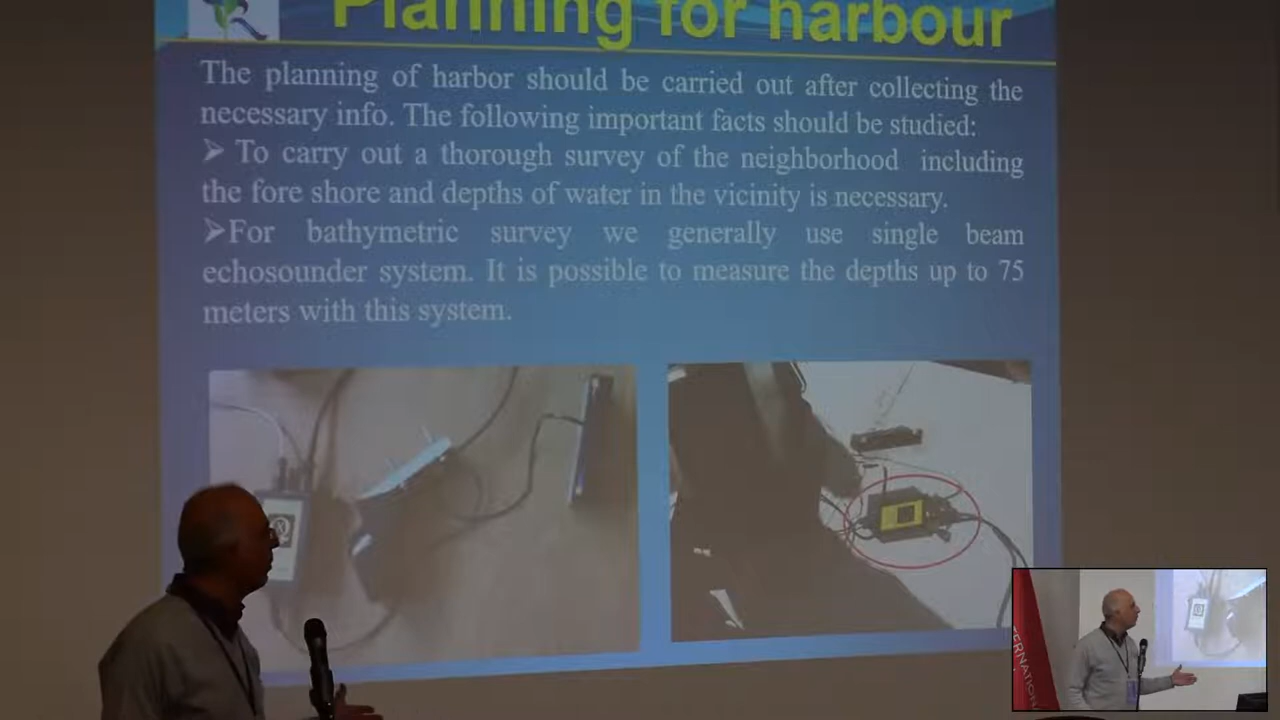 Planning for harbour
The planning of harbor should be carried out after collecting the
necessary info. The following important facts should be studied:
➢ To carry out a thorough survey of the neighborhood including
the fore shore and depths of water in the vicinity is necessary.
➢For bathymetric survey we generally use single beam
echosounder system. It is possible to measure the depths up to 75
meters with this system.